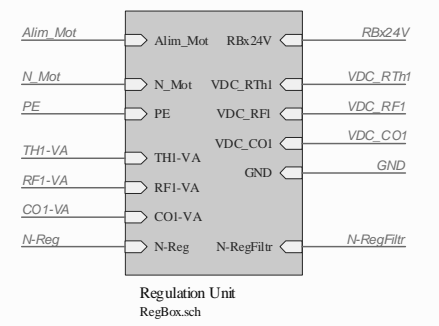 Alim_Mot Alim_Mot RBx24V RBx24V
N_Mot N_Mot VDC_RTh1 VDC_RTh1
PE PE VDC_RF1 VDC_RF1
VDC_CO1 VDC_CO1
TH1-VA TH1-VA GND GND
RF1-VA RF1-VA
CO1-VA CO1-VA
N-Reg N-Reg N-RegFiltr N-RegFiltr
Regulation Unit
RegBox.sch